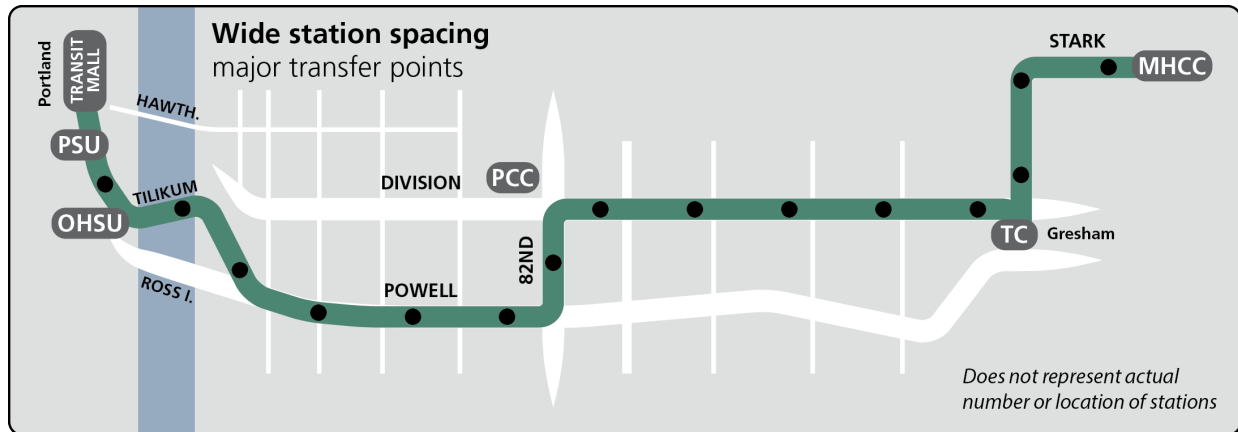 Wide station spacing
major transfer points
Portland
TRANSIT
MALL
HAWTH.
PSU
TILIKUM
OHSU
ROSS I.
DIVISION
PCC
82ND
POWELL
STARK
MHCC
TC
Gresham
Does not represent actual
number or location of stations